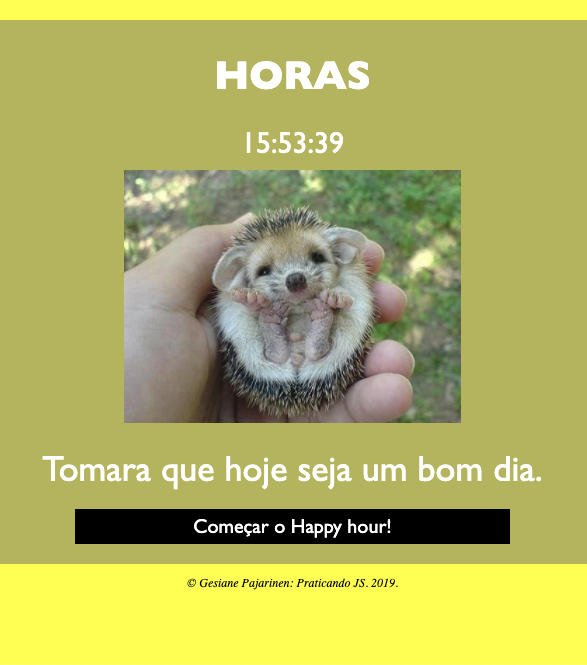 HORAS
15:53:39
Tomara que hoje seja um bom dia.
Começar o Happy hour!
© Gesiane Pajarinen: Praticando JS. 2019.